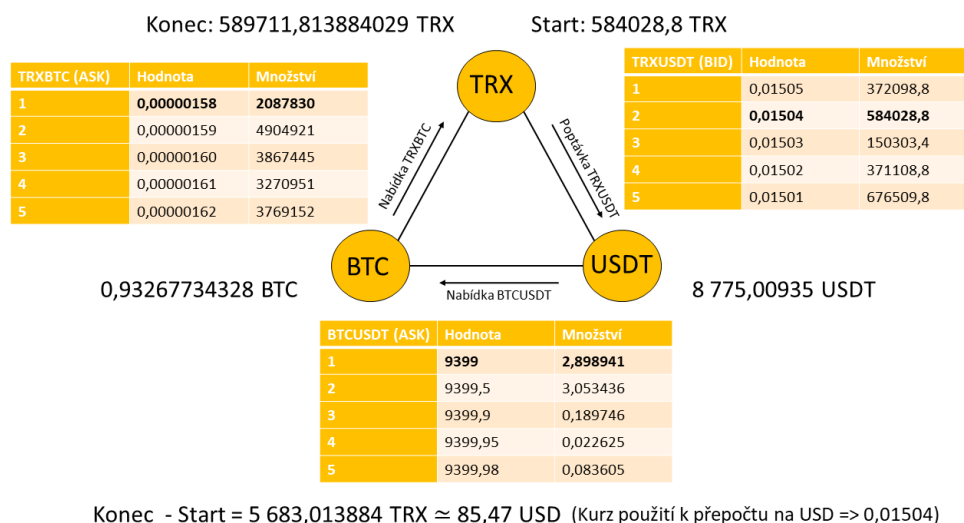 Konec: 589711,813884029 TRX
Start: 584028,8 TRX
TRXBTC (ASK) Hodnota Množství
1 0,00000158 2087830
2 0,00000159 4904921
3 0,00000160 3867445
4 0,00000161 3270951
5 0,00000162 3769152
TRX
TRXUSDT (BID) Hodnota Množství
1 0,01505 372098,8
2 0,01504 584028,8
3 0,01503 150303,4
4 0,01502 371108,8
5 0,01501 676509,8
Nabídka TRXBTC
Poptávka TRXUSDT
BTC
USDT
0,93267734328 BTC
Nabídka BTCUSDT
8 775,00935 USDT
BTCUSDT (ASK) Hodnota Množství
1 9399 2,898941
2 9399,5 3,053436
3 9399,9 0,189746
4 9399,95 0,022625
5 9399,98 0,083605
Konec - Start = 5 683,013884 TRX ≃ 85,47 USD (Kurz použití k přepočtu na USD => 0,01504)